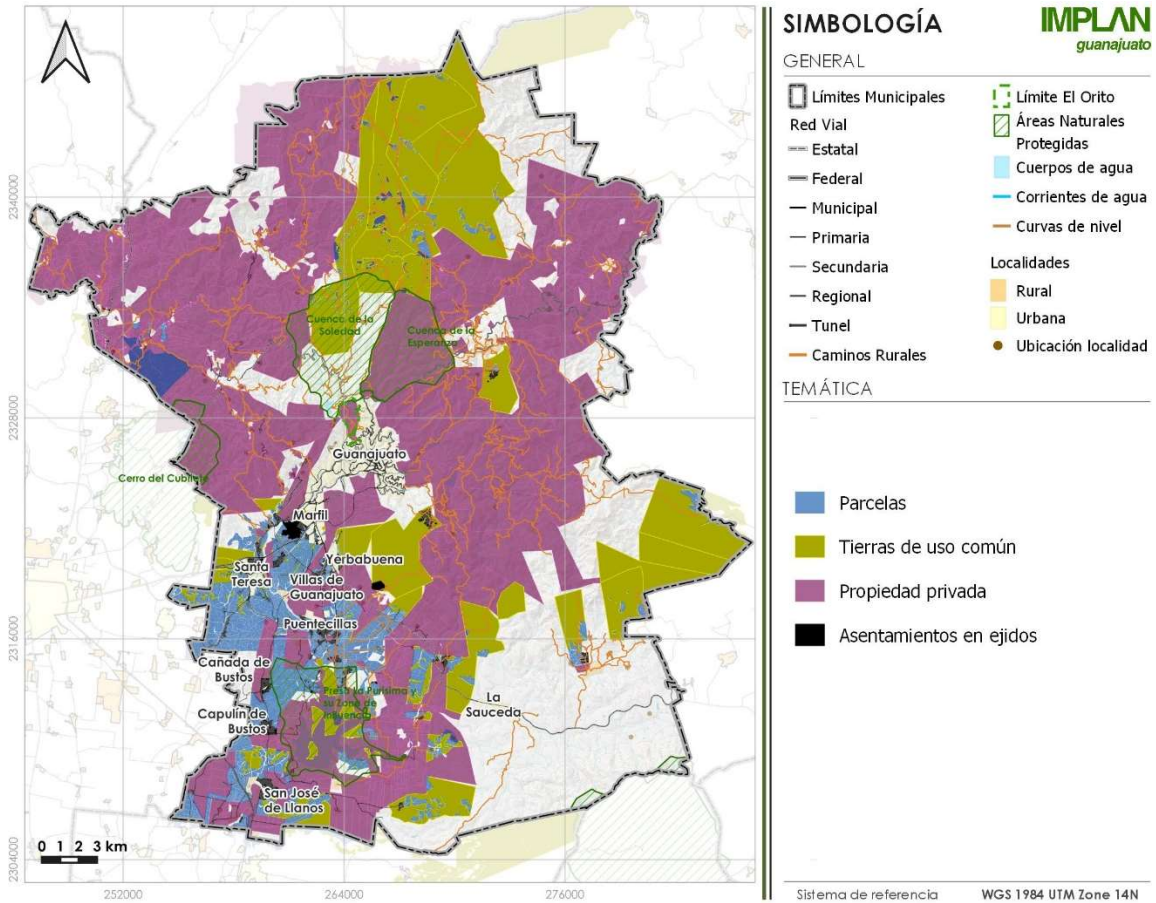 2340000
2328000
2316000
2304000
252000
264000
276000
Cuenca de la
Soledad
Cuenca de la
Esperanza
Guanajuato
Cerro del Cubilete
Marfil
Santa
Teresa
Yerbabuena
Villas de
Guanajuato
Puentecillas
Cañada de
Bustos
Presa La Purísima y
su Zona de
Influencia
La
Sauceda
Capulín de
Bustos
San José
de Llanos
0 1 2 3 km
SIMBOLOGÍA
IMPLAN
guanajuato
GENERAL
Límites Municipales
Red Vial
Estatal
Federal
Municipal
Primaria
Secundaria
Regional
Tunel
Caminos Rurales
Límite El Orito
Áreas Naturales
Protegidas
Cuerpos de agua
Corrientes de agua
Curvas de nivel
Localidades
Rural
Urbana
Ubicación localidad
TEMÁTICA
Parcelas
Tierras de uso común
Propiedad privada
Asentamientos en ejidos
Sistema de referencia WGS 1984 UTM Zone 14N